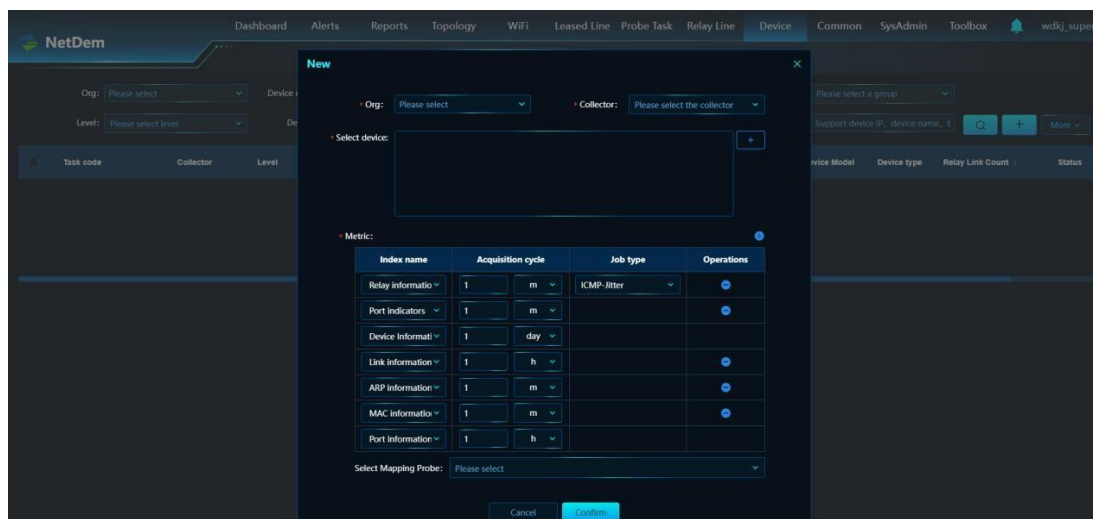 Dashboard Alerts Reports Topology WiFi Leased Line Probe Task Relay Line Device Common SysAdmin Toolbox wdkj_super
NetDem
New ×
Org: Please select Device Please select a group
* Org: Please select * Collector: Please select the collector
Level: Please select level De Support device IP, device name, + More
* Select device: +
Task code Collector Level vice Model Device type Relay Link Count Status
* Metric:
Index name Acquisition cycle Job type Operations
Relay informatio 1 m ICMP-Jitter
Port indicators 1 m
Device Informati 1 day
Link information 1 h
ARP information 1 m
MAC informatio 1 m
Port information 1 h
Select Mapping Probe: Please select
Cancel Confirm